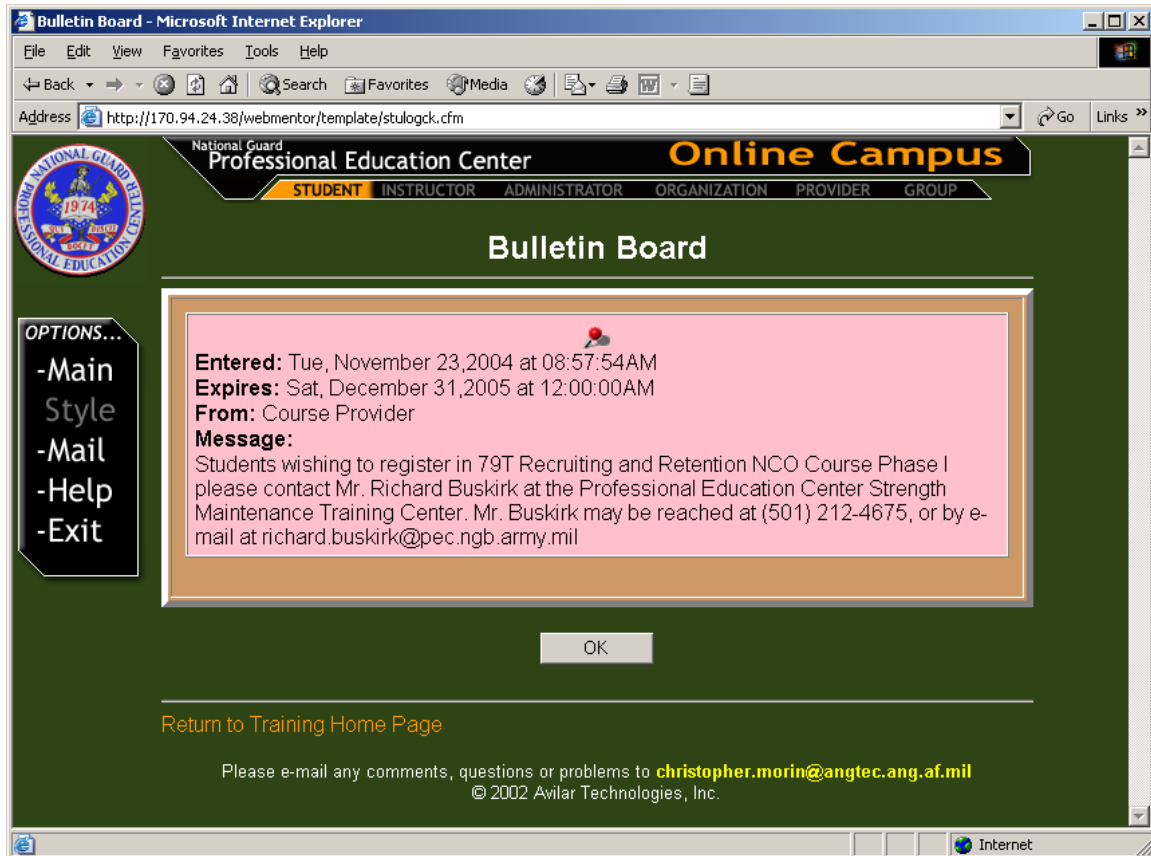 Bulletin Board - Microsoft Internet Explorer
File Edit View Favorites Tools Help
Back Search Favorites Media
Address http://170.94.24.38/webmentor/template/stulogck.cfm Go Links »
NATIONAL GUARD PROFESSIONAL EDUCATION CENTER
1974
National Guard
Professional Education Center
Online Campus
STUDENT INSTRUCTOR ADMINISTRATOR ORGANIZATION PROVIDER GROUP
Bulletin Board
OPTIONS...
-Main
Style
-Mail
-Help
-Exit
Entered: Tue, November 23,2004 at 08:57:54AM
Expires: Sat, December 31,2005 at 12:00:00AM
From: Course Provider
Message:
Students wishing to register in 79T Recruiting and Retention NCO Course Phase I
please contact Mr. Richard Buskirk at the Professional Education Center Strength
Maintenance Training Center. Mr. Buskirk may be reached at (501) 212-4675, or by e-
mail at richard.buskirk@pec.ngb.army.mil
OK
Return to Training Home Page
Please e-mail any comments, questions or problems to christopher.morin@angtec.ang.af.mil
© 2002 Avilar Technologies, Inc.
Internet